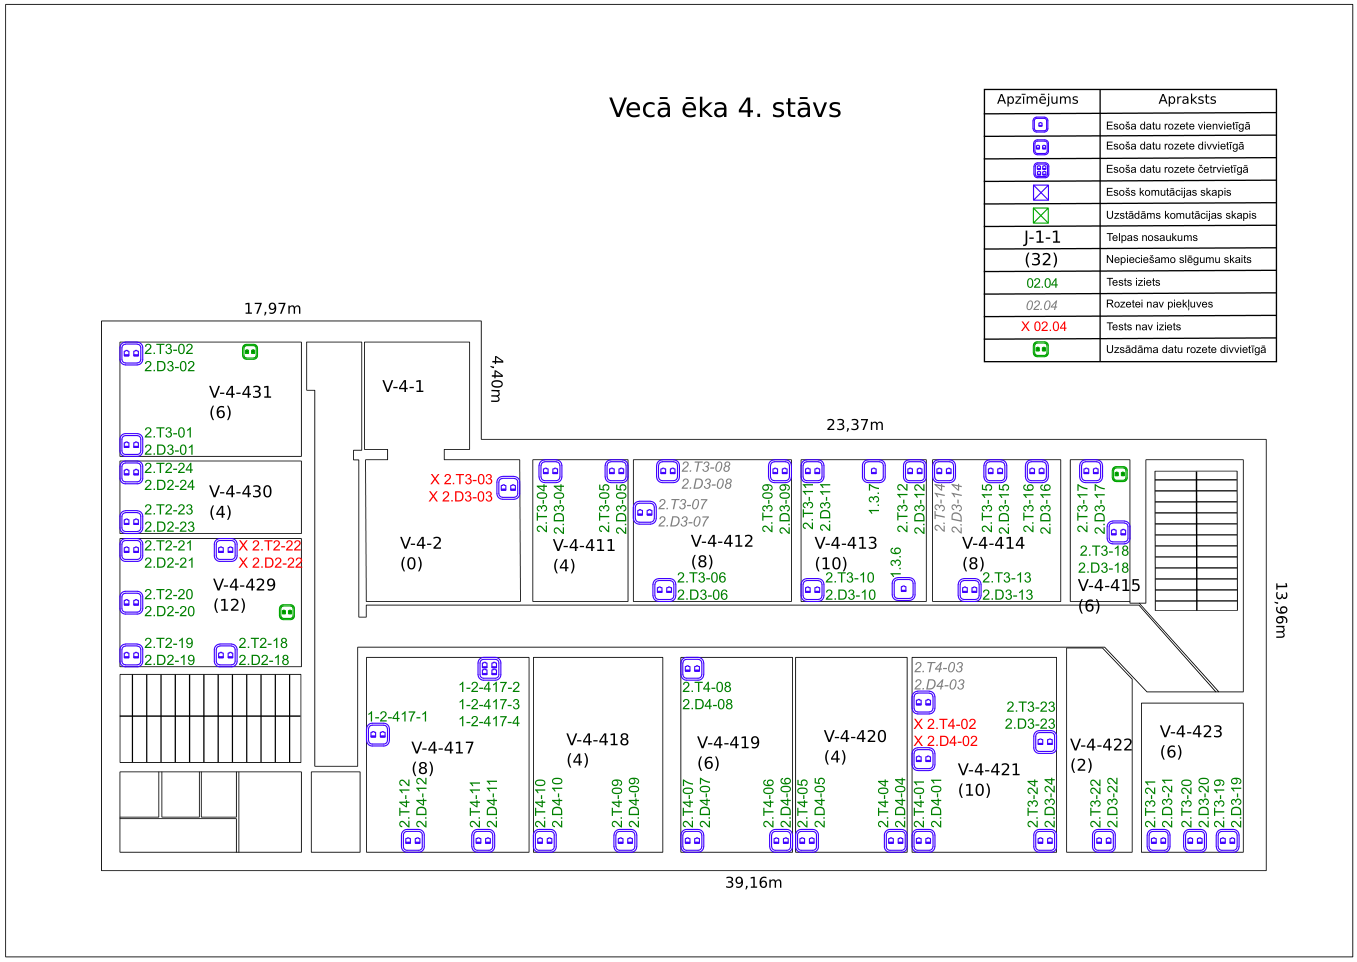 Vecā ēka 4. stāvs
Apzīmējums Apraksts
Esoša datu rozete vienvietīgā
Esoša datu rozete divvietīgā
Esoša datu rozete četrvietīgā
Esošs komutācijas skapis
Uzstādāms komutācijas skapis
J-1-1 Telpas nosaukums
(32) Nepieciešamo slēgumu skaits
02.04 Tests iziets
02.04 Rozetei nav piekļuves
X 02.04 Tests nav iziets
Uzsādāma datu rozete divvietīgā
17,97m
4,40m
23,37m
13,96m
39,16m
2.T3-02
2.D3-02
V-4-431
(6)
2.T3-01
2.D3-01
2.T2-24
2.D2-24
V-4-430
(4)
2.T2-23
2.D2-23
2.T2-21
2.D2-21
X 2.T2-22
X 2.D2-22
V-4-429
(12)
2.T2-20
2.D2-20
2.T2-19
2.D2-19
2.T2-18
2.D2-18
V-4-1
X 2.T3-03
X 2.D3-03
V-4-2
(0)
2.T3-04
2.D3-04
2.T3-05
2.D3-05
V-4-411
(4)
2.T3-08
2.D3-08
2.T3-07
2.D3-07
2.T3-09
2.D3-09
V-4-412
(8)
2.T3-06
2.D3-06
2.T3-11
2.D3-11
1.3.7
2.T3-12
2.D3-12
V-4-413
(10)
2.T3-10
2.D3-10
1.3.6
2.T3-14
2.D3-14
2.T3-15
2.D3-15
2.T3-16
2.D3-16
V-4-414
(8)
2.T3-13
2.D3-13
2.T3-17
2.D3-17
2.T3-18
2.D3-18
V-4-415
(6)
1-2-417-2
1-2-417-3
1-2-417-4
1-2-417-1
V-4-417
(8)
2.T4-12
2.D4-12
2.T4-11
2.D4-11
V-4-418
(4)
2.T4-10
2.D4-10
2.T4-09
2.D4-09
2.T4-08
2.D4-08
V-4-419
(6)
2.T4-07
2.D4-07
2.T4-06
2.D4-06
V-4-420
(4)
2.T4-05
2.D4-05
2.T4-04
2.D4-04
2.T4-03
2.D4-03
X 2.T4-02
X 2.D4-02
2.T3-23
2.D3-23
V-4-421
(10)
2.T4-01
2.D4-01
2.T3-24
2.D3-24
V-4-422
(2)
2.T3-22
2.D3-22
V-4-423
(6)
2.T3-21
2.D3-21
2.T3-20
2.D3-20
2.T3-19
2.D3-19